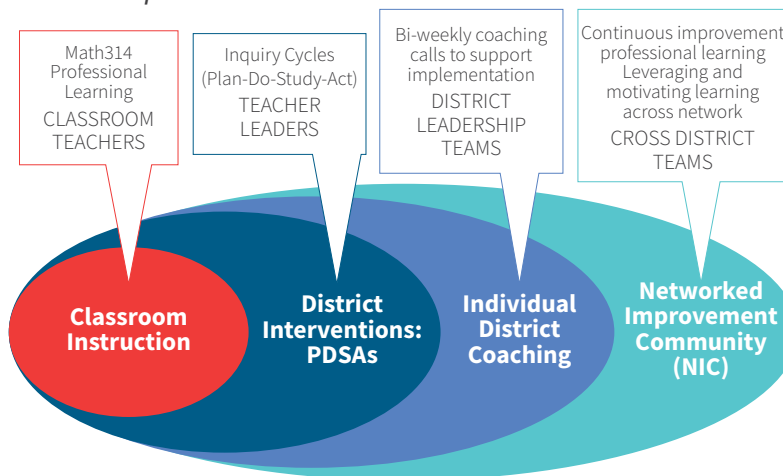 Math314
Professional
Learning
CLASSROOM
TEACHERS
Inquiry Cycles
(Plan-Do-Study-Act)
TEACHER
LEADERS
Bi-weekly coaching
calls to support
implementation
DISTRICT
LEADERSHIP
TEAMS
Continuous improvement
professional learning
Leveraging and
motivating learning
across network
CROSS DISTRICT
TEAMS
Classroom
Instruction
District
Interventions:
PDSAs
Individual
District
Coaching
Networked
Improvement
Community
(NIC)